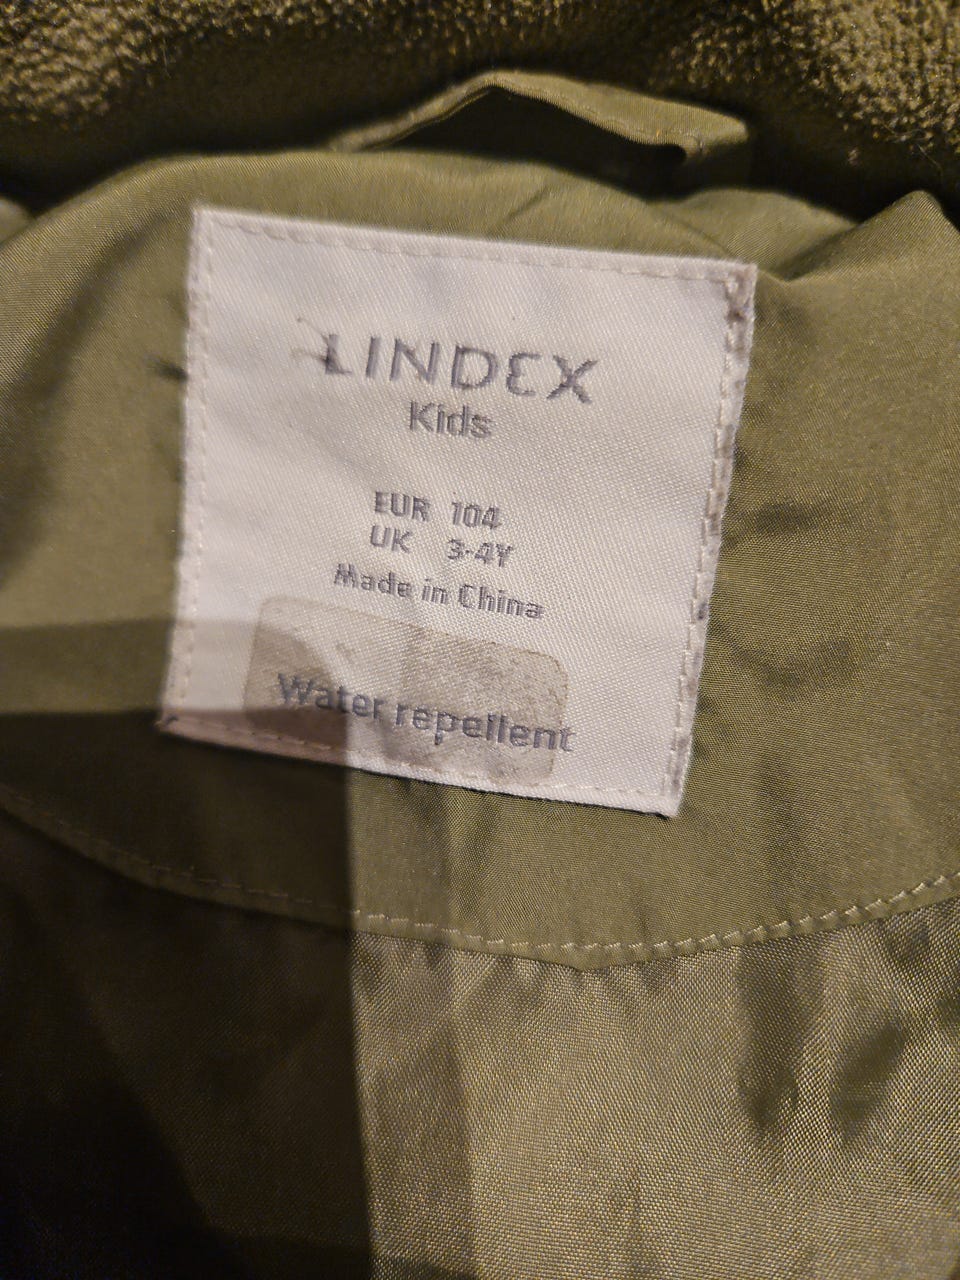 LINDEX
Kids
EUR 104
UK 3-4Y
Made in China
Water repellent